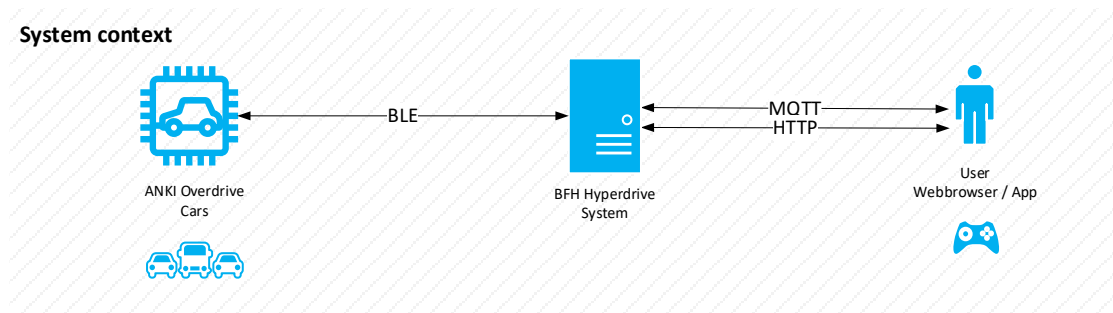 System context
BLE
MQTT
HTTP
ANKI Overdrive
Cars
BFH Hyperdrive
System
User
Webbrowser / App